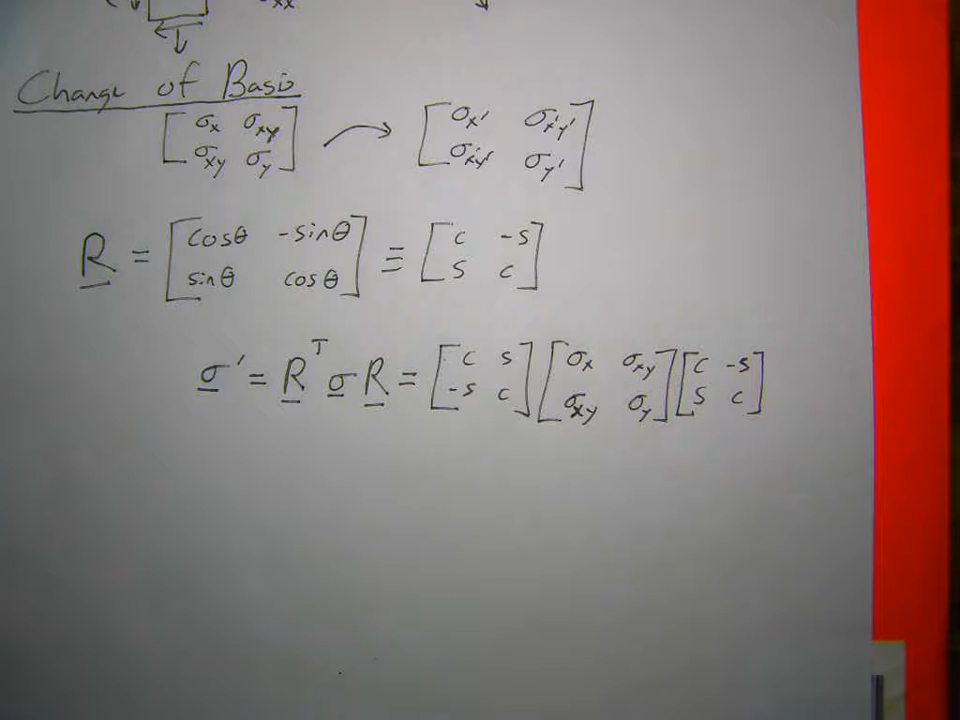 σxx
Change of Basis
[σx σxy; σxy σy] → [σx' σx'y'; σx'y' σy']
R = [cosθ -sinθ; sinθ cosθ] ≡ [c -s; s c]
σ' = R^T σ R = [c s; -s c] [σx σxy; σxy σy] [c -s; s c]